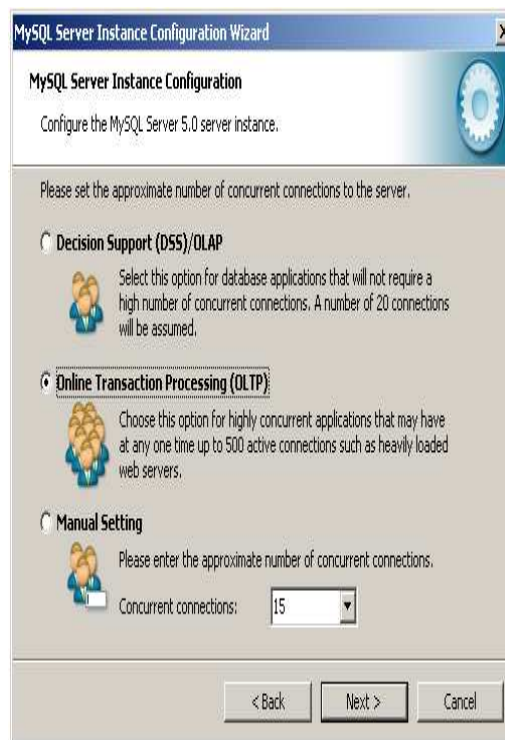 MySQL Server Instance Configuration Wizard
MySQL Server Instance Configuration
Configure the MySQL Server 5.0 server instance.
Please set the approximate number of concurrent connections to the server.
Decision Support (DSS)/OLAP
Select this option for database applications that will not require a
high number of concurrent connections. A number of 20 connections
will be assumed.
Online Transaction Processing (OLTP)
Choose this option for highly concurrent applications that may have
at any one time up to 500 active connections such as heavily loaded
web servers.
Manual Setting
Please enter the approximate number of concurrent connections.
Concurrent connections: 15
< Back Next > Cancel